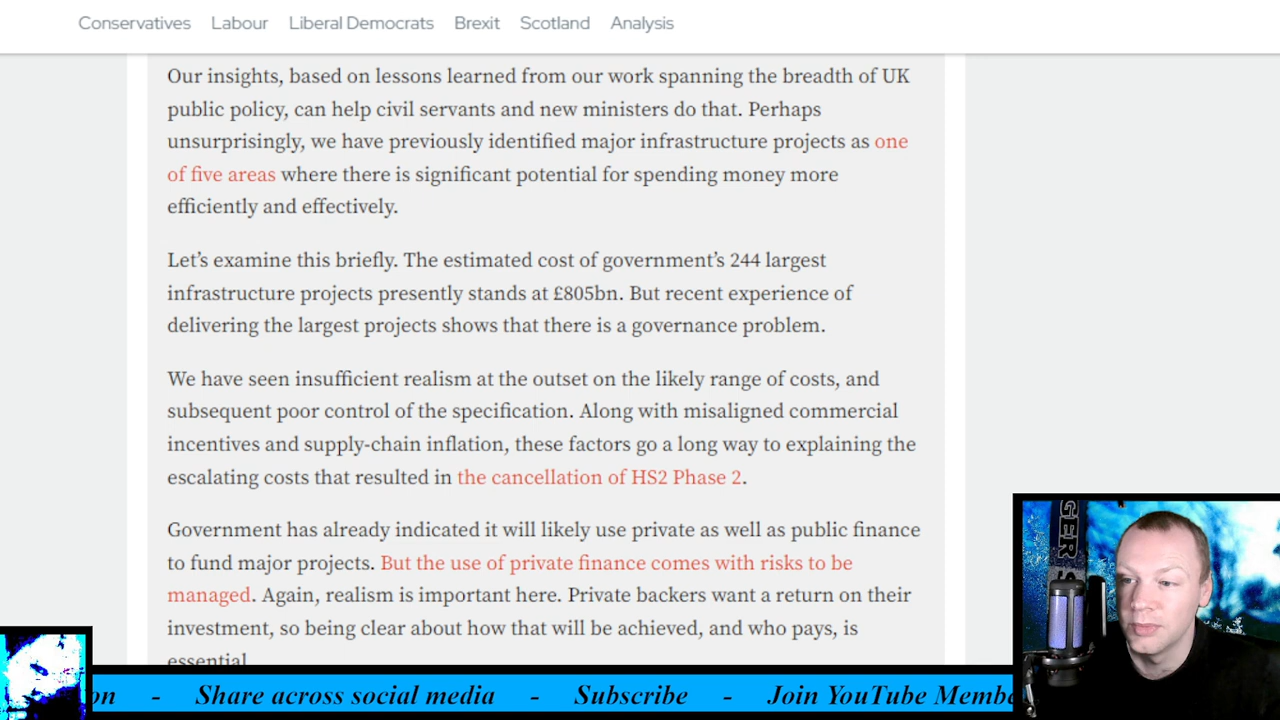 Conservatives Labour Liberal Democrats Brexit Scotland Analysis
Our insights, based on lessons learned from our work spanning the breadth of UK
public policy, can help civil servants and new ministers do that. Perhaps
unsurprisingly, we have previously identified major infrastructure projects as one
of five areas where there is significant potential for spending money more
efficiently and effectively.
Let’s examine this briefly. The estimated cost of government’s 244 largest
infrastructure projects presently stands at £805bn. But recent experience of
delivering the largest projects shows that there is a governance problem.
We have seen insufficient realism at the outset on the likely range of costs, and
subsequent poor control of the specification. Along with misaligned commercial
incentives and supply-chain inflation, these factors go a long way to explaining the
escalating costs that resulted in the cancellation of HS2 Phase 2.
Government has already indicated it will likely use private as well as public finance
to fund major projects. But the use of private finance comes with risks to be
managed. Again, realism is important here. Private backers want a return on their
investment, so being clear about how that will be achieved, and who pays, is
essential
GER S
on - Share across social media - Subscribe - Join YouTube Membe